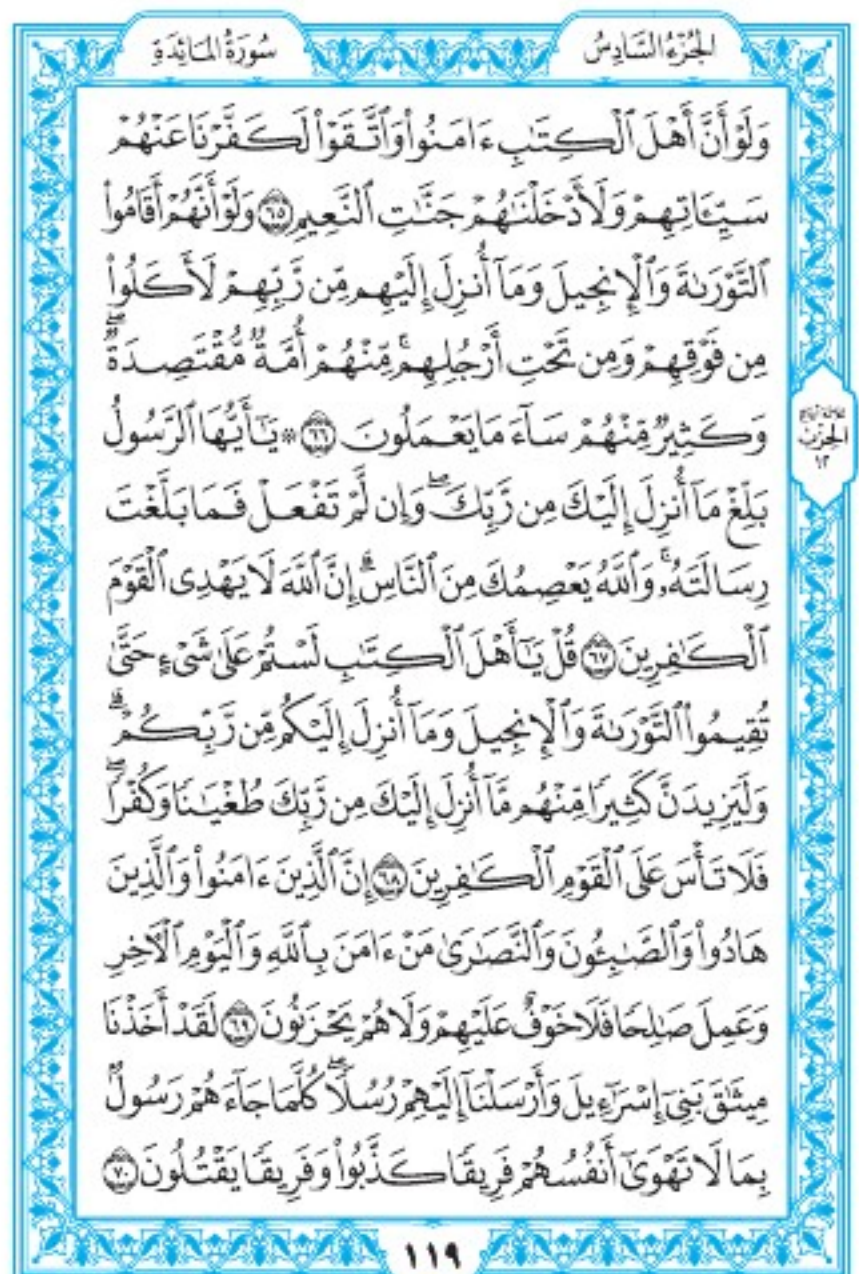 الجُزْءُ السَّادِسُ
سُورَةُ المَائِدَةِ
وَلَوْ أَنَّ أَهْلَ ٱلْكِتَٰبِ ءَامَنُوا۟ وَٱتَّقَوْا۟ لَكَفَّرْنَا عَنْهُمْ
سَيِّـَٔاتِهِمْ وَلَأَدْخَلْنَٰهُمْ جَنَّٰتِ ٱلنَّعِيمِ ٦٥ وَلَوْ أَنَّهُمْ أَقَامُوا۟
ٱلتَّوْرَىٰةَ وَٱلْإِنجِيلَ وَمَآ أُنزِلَ إِلَيْهِم مِّن رَّبِّهِمْ لَأَكَلُوا۟
مِن فَوْقِهِمْ وَمِن تَحْتِ أَرْجُلِهِم ۚ مِّنْهُمْ أُمَّةٌ مُّقْتَصِدَةٌ ۖ
وَكَثِيرٌ مِّنْهُمْ سَآءَ مَا يَعْمَلُونَ ٦٦ ۞ يَٰٓأَيُّهَا ٱلرَّسُولُ
بَلِّغْ مَآ أُنزِلَ إِلَيْكَ مِن رَّبِّكَ ۖ وَإِن لَّمْ تَفْعَلْ فَمَا بَلَّغْتَ
رِسَالَتَهُۥ ۚ وَٱللَّهُ يَعْصِمُكَ مِنَ ٱلنَّاسِ ۗ إِنَّ ٱللَّهَ لَا يَهْدِى ٱلْقَوْمَ
ٱلْكَٰفِرِينَ ٦٧ قُلْ يَٰٓأَهْلَ ٱلْكِتَٰبِ لَسْتُمْ عَلَىٰ شَىْءٍ حَتَّىٰ
تُقِيمُوا۟ ٱلتَّوْرَىٰةَ وَٱلْإِنجِيلَ وَمَآ أُنزِلَ إِلَيْكُم مِّن رَّبِّكُمْ ۗ
وَلَيَزِيدَنَّ كَثِيرًا مِّنْهُم مَّآ أُنزِلَ إِلَيْكَ مِن رَّبِّكَ طُغْيَٰنًا وَكُفْرًا ۖ
فَلَا تَأْسَ عَلَى ٱلْقَوْمِ ٱلْكَٰفِرِينَ ٦٨ إِنَّ ٱلَّذِينَ ءَامَنُوا۟ وَٱلَّذِينَ
هَادُوا۟ وَٱلصَّٰبِـُٔونَ وَٱلنَّصَٰرَىٰ مَنْ ءَامَنَ بِٱللَّهِ وَٱلْيَوْمِ ٱلْـَٔاخِرِ
وَعَمِلَ صَٰلِحًا فَلَا خَوْفٌ عَلَيْهِمْ وَلَا هُمْ يَحْزَنُونَ ٦٩ لَقَدْ أَخَذْنَا
مِيثَٰقَ بَنِىٓ إِسْرَٰٓءِيلَ وَأَرْسَلْنَآ إِلَيْهِمْ رُسُلًا ۖ كُلَّمَا جَآءَهُمْ رَسُولٌۢ
بِمَا لَا تَهْوَىٰٓ أَنفُسُهُمْ فَرِيقًا كَذَّبُوا۟ وَفَرِيقًا يَقْتُلُونَ ٧٠
ثلاثة أرباع
الحِزْبُ
١٢
١١٩